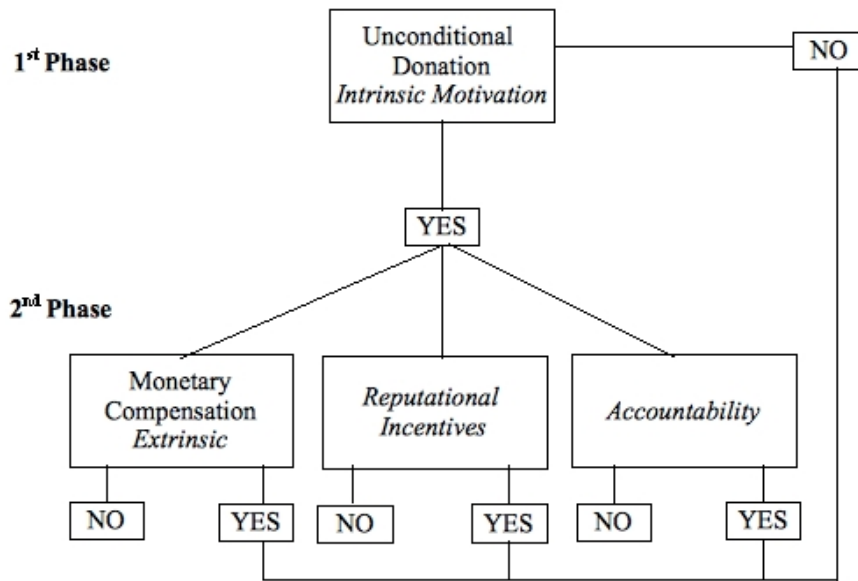 1st Phase
Unconditional
Donation
Intrinsic Motivation
NO
YES
2nd Phase
Monetary
Compensation
Extrinsic
Reputational
Incentives
Accountability
NO
YES
NO
YES
NO
YES